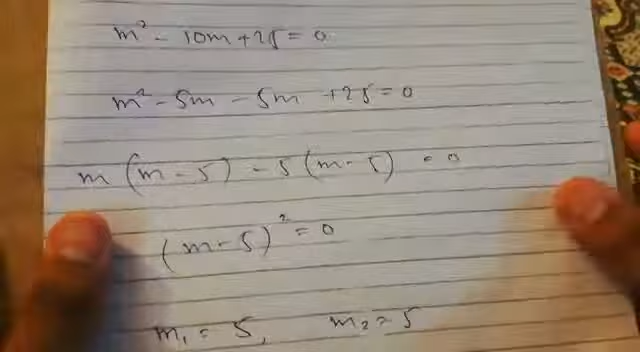 m² - 10m + 25 = 0
m² - 5m - 5m + 25 = 0
m (m - 5) - 5 (m - 5) = 0
(m - 5)² = 0
m₁ = 5, m₂ = 5